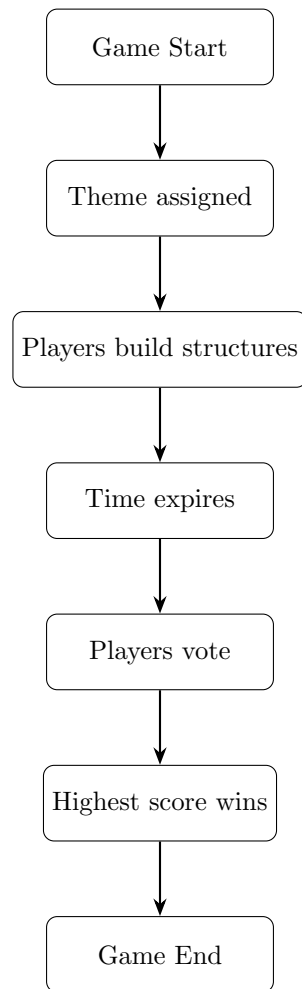 Game Start
Theme assigned
Players build structures
Time expires
Players vote
Highest score wins
Game End